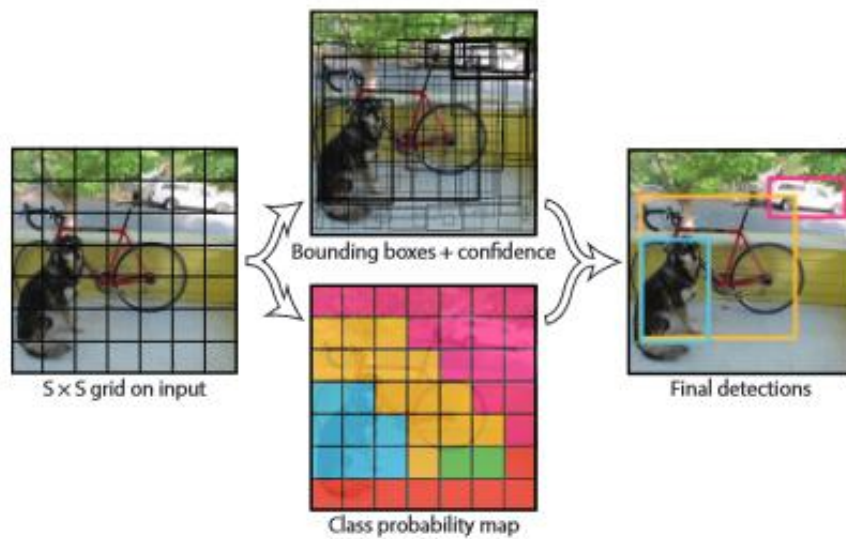 Bounding boxes + confidence
S × S grid on input
Final detections
Class probability map